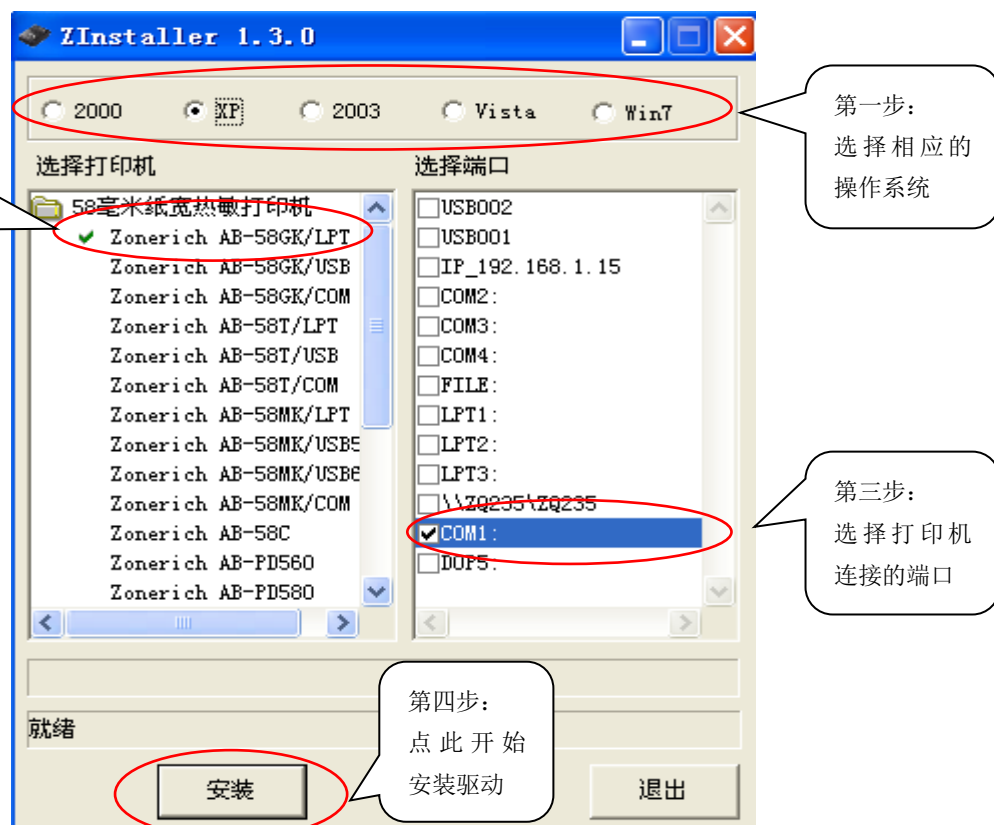 ZInstaller 1.3.0
2000
XP
2003
Vista
Win7
第一步：
选择相应的
操作系统
选择打印机
58毫米纸宽热敏打印机
Zonerich AB-58GK/LPT
Zonerich AB-58GK/USB
Zonerich AB-58GK/COM
Zonerich AB-58T/LPT
Zonerich AB-58T/USB
Zonerich AB-58T/COM
Zonerich AB-58MK/LPT
Zonerich AB-58MK/USB5
Zonerich AB-58MK/USB6
Zonerich AB-58MK/COM
Zonerich AB-58C
Zonerich AB-PD560
Zonerich AB-PD580
选择端口
USB002
USB001
IP_192.168.1.15
COM2:
COM3:
COM4:
FILE:
LPT1:
LPT2:
LPT3:
\\ZQ235\ZQ235
COM1:
DOP5:
第三步：
选择打印机
连接的端口
就绪
第四步：
点此开始
安装驱动
安装
退出